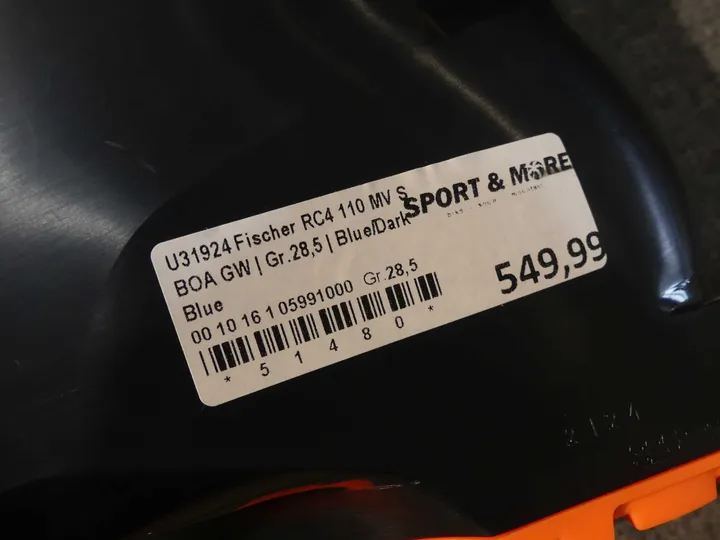 SPORT & MORE
U31924 Fischer RC4 110 MV S
BOA GW | Gr.28,5 | Blue/Dark
Blue
549,99
00 10 16 1 05991000 Gr.28,5
* 5 1 4 8 0 *